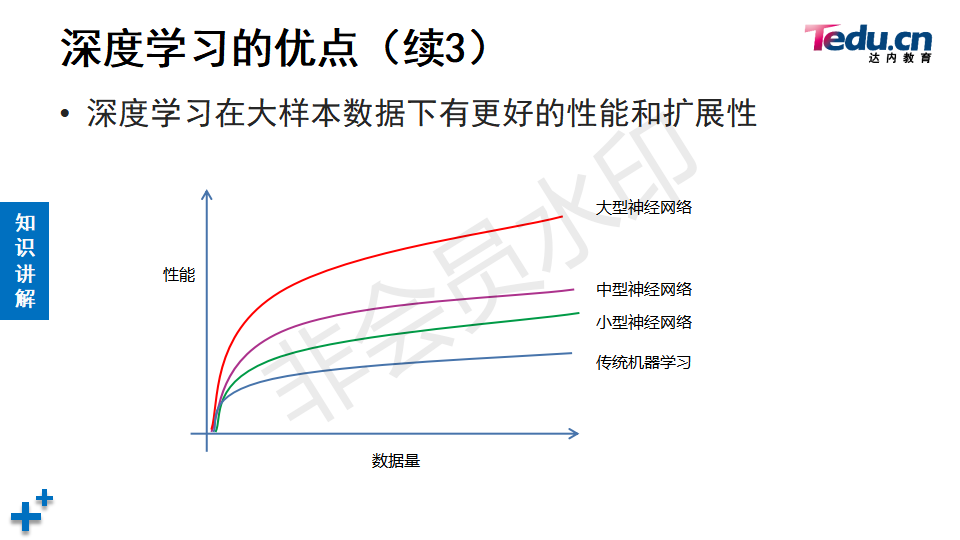 深度学习的优点（续3）
Tedu.cn
达内教育
• 深度学习在大样本数据下有更好的性能和扩展性
知识讲解
性能
大型神经网络
中型神经网络
小型神经网络
传统机器学习
数据量
非会员水印